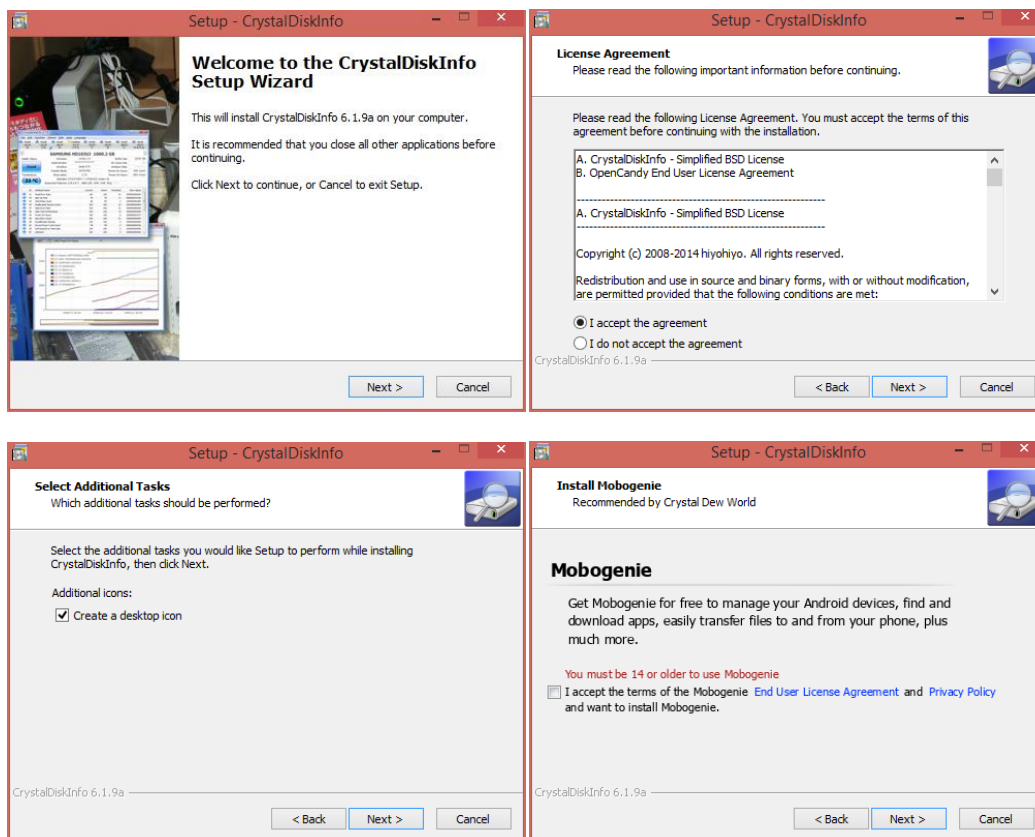 Setup - CrystalDiskInfo
Welcome to the CrystalDiskInfo
Setup Wizard
This will install CrystalDiskInfo 6.1.9a on your computer.
It is recommended that you close all other applications before
continuing.
Click Next to continue, or Cancel to exit Setup.
Next >
Cancel
Setup - CrystalDiskInfo
License Agreement
Please read the following important information before continuing.
Please read the following License Agreement. You must accept the terms of this
agreement before continuing with the installation.
A. CrystalDiskInfo - Simplified BSD License
B. OpenCandy End User License Agreement
----------------------------------------------------------------
A. CrystalDiskInfo - Simplified BSD License
----------------------------------------------------------------
Copyright (c) 2008-2014 hiyohiyo. All rights reserved.
Redistribution and use in source and binary forms, with or without modification,
are permitted provided that the following conditions are met:
I accept the agreement
I do not accept the agreement
CrystalDiskInfo 6.1.9a
< Back
Next >
Cancel
Setup - CrystalDiskInfo
Select Additional Tasks
Which additional tasks should be performed?
Select the additional tasks you would like Setup to perform while installing
CrystalDiskInfo, then click Next.
Additional icons:
Create a desktop icon
CrystalDiskInfo 6.1.9a
< Back
Next >
Cancel
Setup - CrystalDiskInfo
Install Mobogenie
Recommended by Crystal Dew World
Mobogenie
Get Mobogenie for free to manage your Android devices, find and
download apps, easily transfer files to and from your phone, plus
much more.
You must be 14 or older to use Mobogenie
I accept the terms of the Mobogenie End User License Agreement and Privacy Policy
and want to install Mobogenie.
CrystalDiskInfo 6.1.9a
< Back
Next >
Cancel